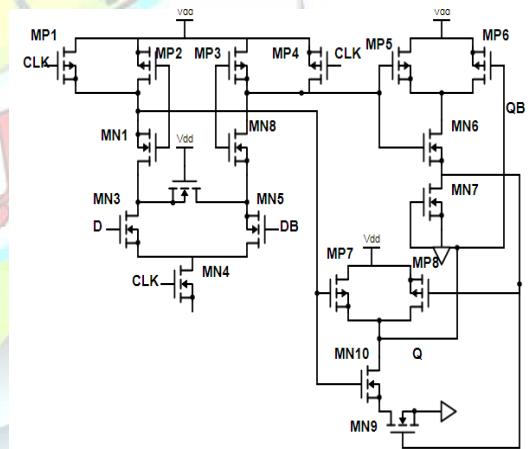 Vdd
Vdd
MP1
MP2
MP3
MP4
CLK
MP5
MP6
CLK
QB
MN1
MN8
MN6
Vdd
MN3
MN5
MN7
D
DB
MN4
Vdd
MP7
MP8
CLK
MN10
Q
MN9